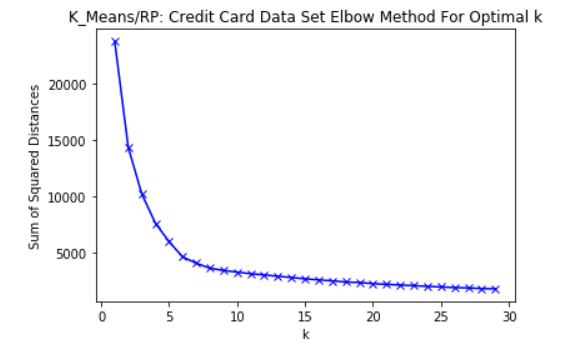 K_Means/RP: Credit Card Data Set Elbow Method For Optimal k
20000
15000
10000
5000
Sum of Squared Distances
0 5 10 15 20 25 30
k